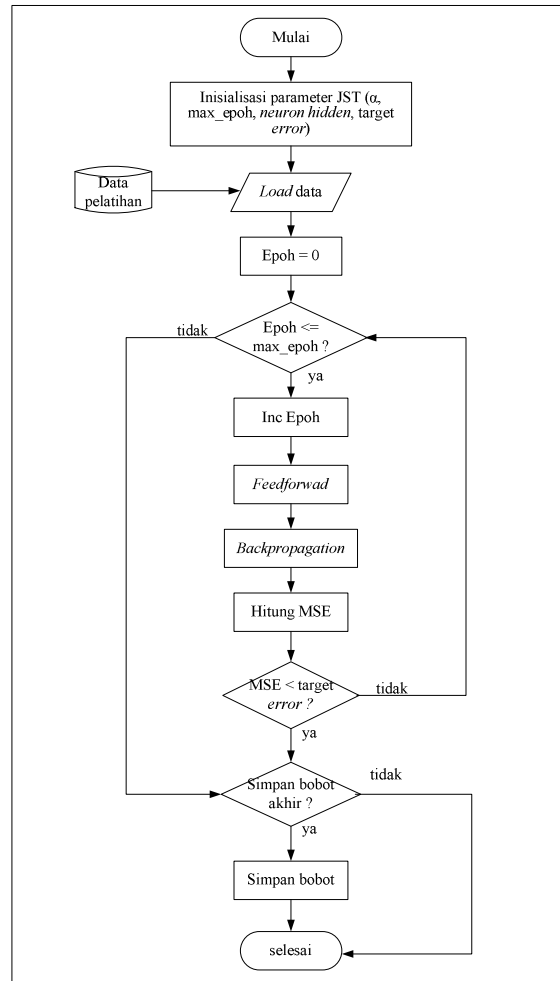 Mulai
Inisialisasi parameter JST (α,
max_epoh, neuron hidden, target
error)
Data
pelatihan
Load data
Epoh = 0
tidak
Epoh <=
max_epoh ?
ya
Inc Epoh
Feedforwad
Backpropagation
Hitung MSE
MSE < target
error ?
tidak
ya
Simpan bobot
akhir ?
tidak
ya
Simpan bobot
selesai